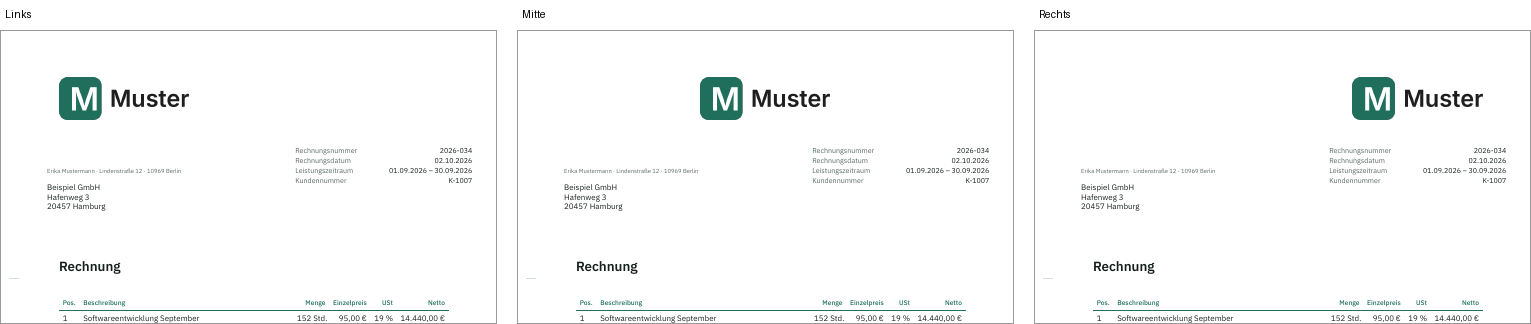 Links
M Muster
Rechnungsnummer 2026-034
Rechnungsdatum 02.10.2026
Erika Mustermann · Lindenstraße 12 · 10969 Berlin
Leistungszeitraum 01.09.2026 – 30.09.2026
Kundennummer K-1007
Beispiel GmbH
Hafenweg 3
20457 Hamburg
Rechnung
Pos. Beschreibung Menge Einzelpreis USt Netto
1 Softwareentwicklung September 152 Std. 95,00 € 19 % 14.440,00 €
Mitte
M Muster
Rechnungsnummer 2026-034
Rechnungsdatum 02.10.2026
Erika Mustermann · Lindenstraße 12 · 10969 Berlin
Leistungszeitraum 01.09.2026 – 30.09.2026
Kundennummer K-1007
Beispiel GmbH
Hafenweg 3
20457 Hamburg
Rechnung
Pos. Beschreibung Menge Einzelpreis USt Netto
1 Softwareentwicklung September 152 Std. 95,00 € 19 % 14.440,00 €
Rechts
M Muster
Rechnungsnummer 2026-034
Rechnungsdatum 02.10.2026
Erika Mustermann · Lindenstraße 12 · 10969 Berlin
Leistungszeitraum 01.09.2026 – 30.09.2026
Kundennummer K-1007
Beispiel GmbH
Hafenweg 3
20457 Hamburg
Rechnung
Pos. Beschreibung Menge Einzelpreis USt Netto
1 Softwareentwicklung September 152 Std. 95,00 € 19 % 14.440,00 €